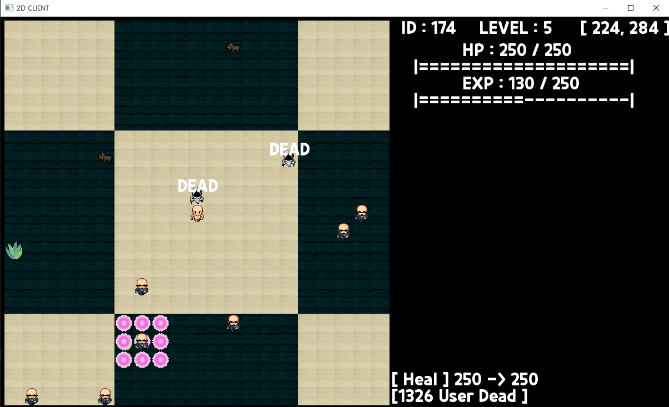 2D CLIENT
ID : 174 LEVEL : 5 [ 224, 284 ]
HP : 250 / 250
|====================|
EXP : 130 / 250
|==========----------|
DEAD
DEAD
[ Heal ] 250 -> 250
[1326 User Dead ]